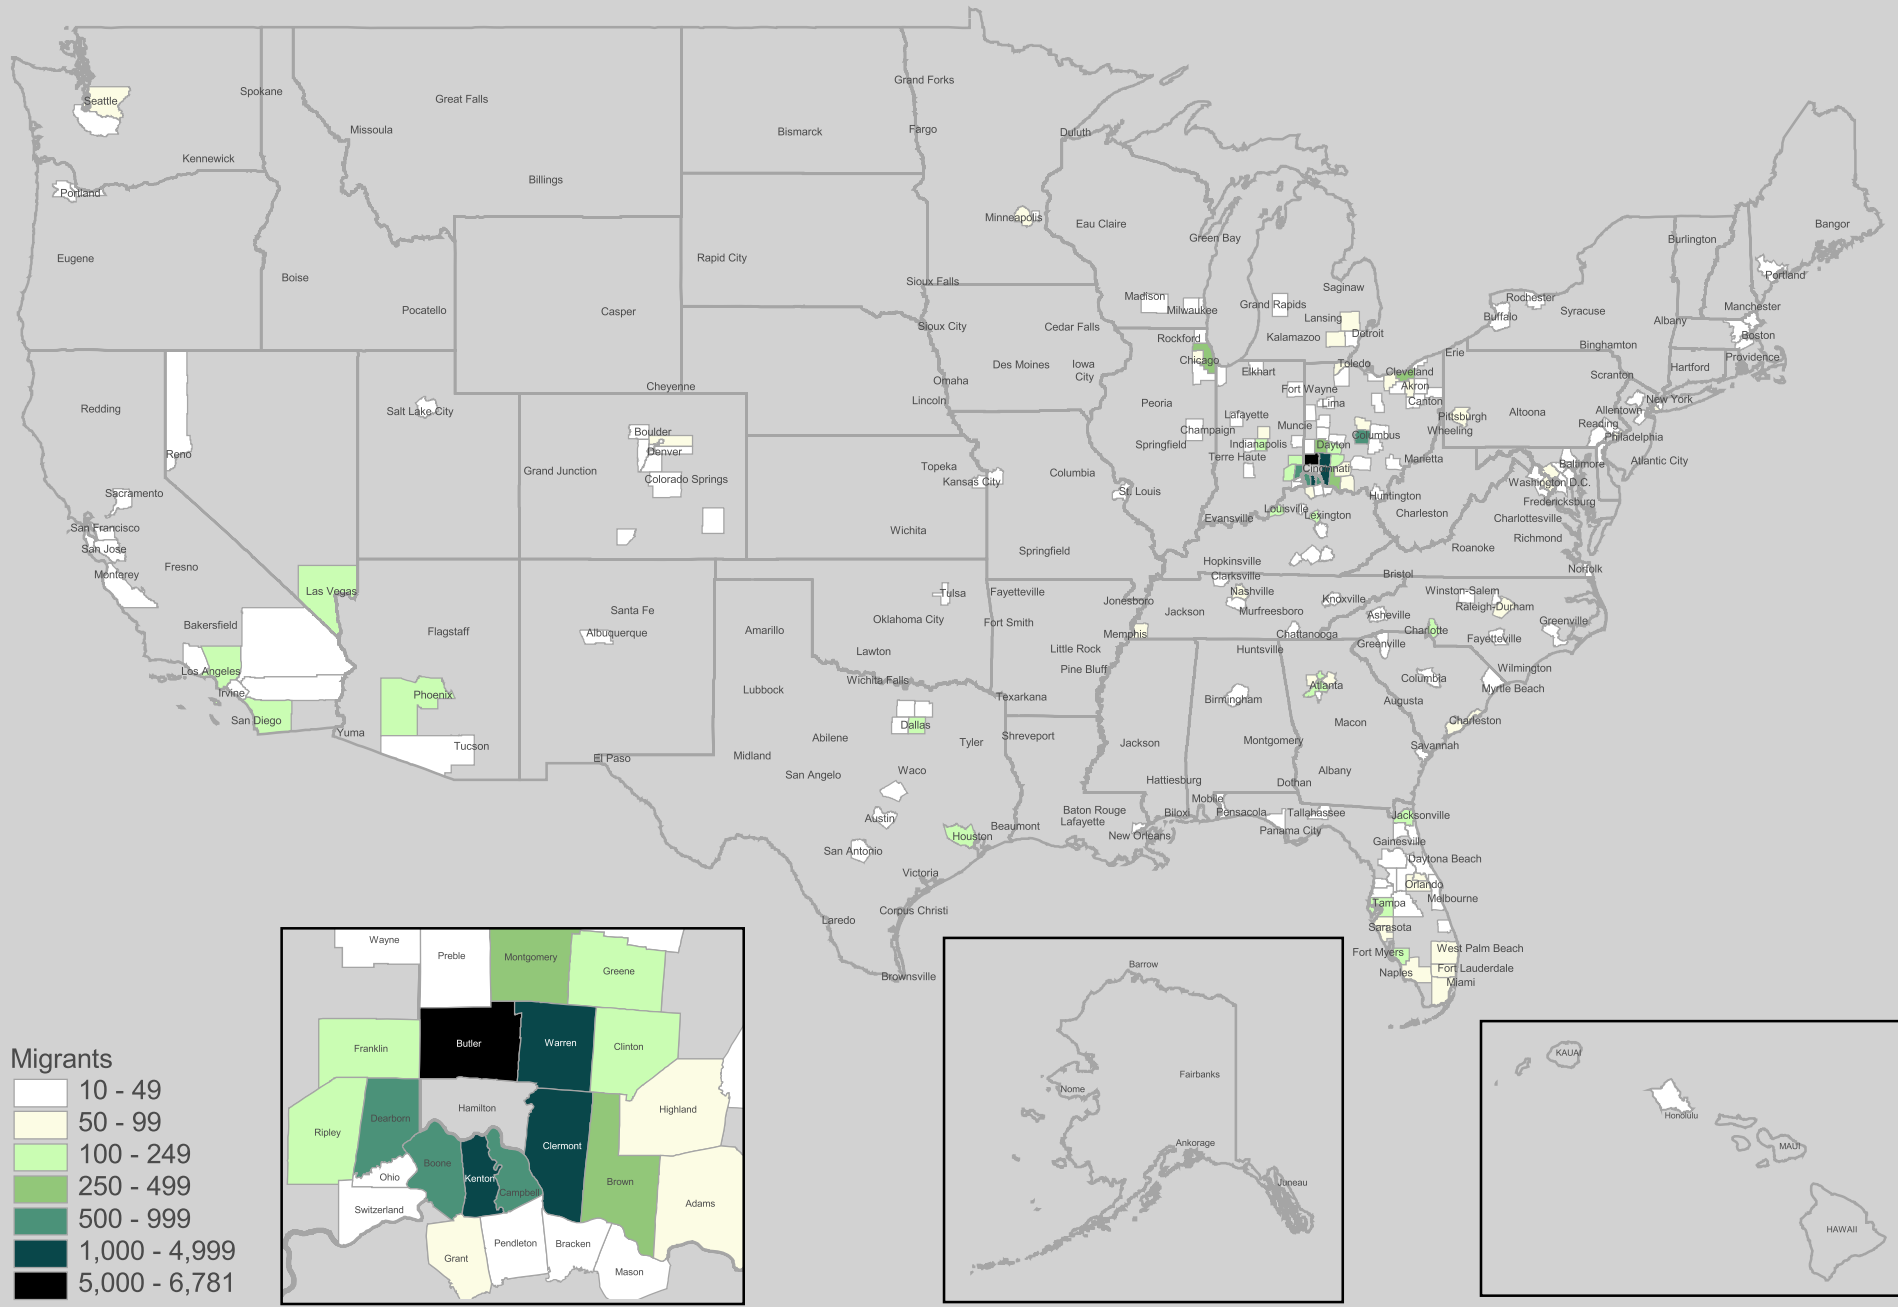 Seattle
Spokane
Kennewick
Portland
Eugene
Great Falls
Missoula
Billings
Boise
Pocatello
Casper
Cheyenne
Bismarck
Grand Forks
Fargo
Rapid City
Sioux Falls
Sioux City
Omaha
Lincoln
Duluth
Minneapolis
Eau Claire
Green Bay
Madison
Milwaukee
Cedar Falls
Des Moines
Iowa
City
Rockford
Chicago
Peoria
Champaign
Springfield
Grand Rapids
Saginaw
Lansing
Kalamazoo
Detroit
Toledo
Elkhart
Fort Wayne
Lima
Lafayette
Muncie
Indianapolis
Terre Haute
Evansville
Cleveland
Akron
Canton
Columbus
Dayton
Cincinnati
Marietta
Erie
Pittsburgh
Wheeling
Altoona
Scranton
Allentown
Reading
Philadelphia
Atlantic City
New York
Buffalo
Rochester
Syracuse
Albany
Binghamton
Burlington
Bangor
Portland
Manchester
Boston
Providence
Hartford
Baltimore
Washington D.C.
Fredericksburg
Charlottesville
Richmond
Roanoke
Norfolk
Huntington
Charleston
Louisville
Lexington
Hopkinsville
Clarksville
Nashville
Murfreesboro
Jackson
Memphis
Knoxville
Chattanooga
Bristol
Winston-Salem
Raleigh-Durham
Asheville
Charlotte
Fayetteville
Greenville
Wilmington
Greenville
Columbia
Myrtle Beach
Charleston
Augusta
Atlanta
Macon
Savannah
Albany
Huntsville
Birmingham
Montgomery
Dothan
Mobile
Jackson
Hattiesburg
Biloxi
Pensacola
Panama City
Tallahassee
Jacksonville
Gainesville
Daytona Beach
Orlando
Melbourne
Tampa
Sarasota
Fort Myers
Naples
West Palm Beach
Fort Lauderdale
Miami
Redding
Reno
Sacramento
San Francisco
San Jose
Monterey
Fresno
Bakersfield
Los Angeles
Irvine
San Diego
Las Vegas
Salt Lake City
Grand Junction
Boulder
Denver
Colorado Springs
Flagstaff
Phoenix
Yuma
Tucson
Santa Fe
Albuquerque
El Paso
Topeka
Kansas City
Wichita
Columbia
St. Louis
Springfield
Tulsa
Oklahoma City
Lawton
Fayetteville
Fort Smith
Jonesboro
Little Rock
Pine Bluff
Texarkana
Shreveport
Amarillo
Lubbock
Wichita Falls
Dallas
Abilene
Midland
San Angelo
Tyler
Waco
Austin
San Antonio
Houston
Beaumont
Victoria
Corpus Christi
Laredo
Brownsville
Baton Rouge
Lafayette
New Orleans
Migrants
10 - 49
50 - 99
100 - 249
250 - 499
500 - 999
1,000 - 4,999
5,000 - 6,781
Wayne
Preble
Montgomery
Greene
Franklin
Butler
Warren
Clinton
Ripley
Dearborn
Hamilton
Highland
Clermont
Ohio
Boone
Kenton
Campbell
Brown
Adams
Switzerland
Grant
Pendleton
Bracken
Mason
Barrow
Nome
Fairbanks
Ankorage
Juneau
KAUAI
Honolulu
MAUI
HAWAII